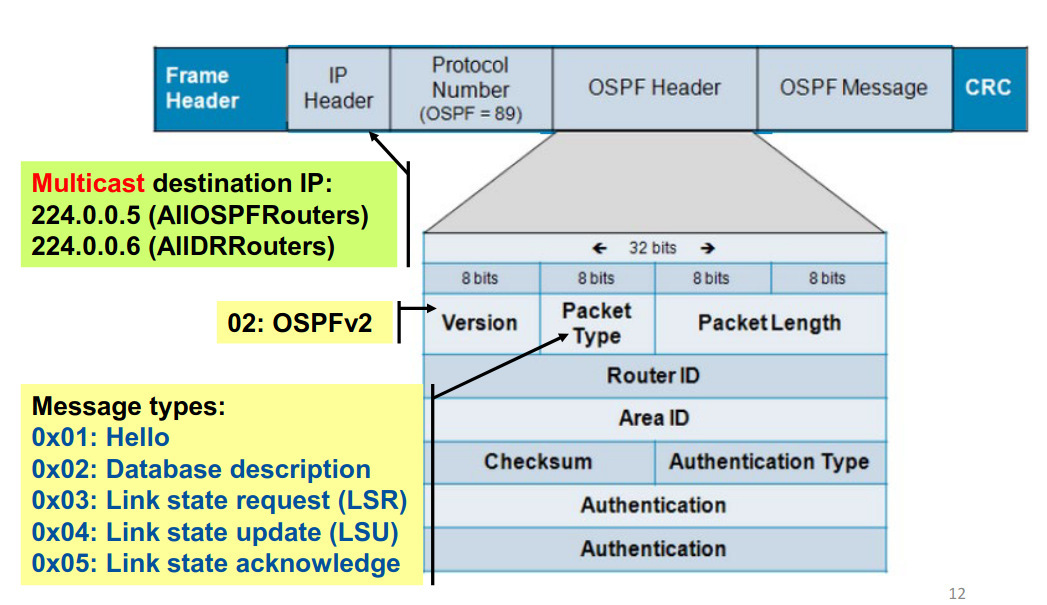 Frame
Header
IP
Header
Protocol
Number
(OSPF = 89)
OSPF Header
OSPF Message
CRC
Multicast destination IP:
224.0.0.5 (AllOSPFRouters)
224.0.0.6 (AllDRRouters)
← 32 bits →
8 bits 8 bits 8 bits 8 bits
02: OSPFv2
Version
Packet
Type
Packet Length
Router ID
Area ID
Checksum
Authentication Type
Authentication
Authentication
Message types:
0x01: Hello
0x02: Database description
0x03: Link state request (LSR)
0x04: Link state update (LSU)
0x05: Link state acknowledge
12